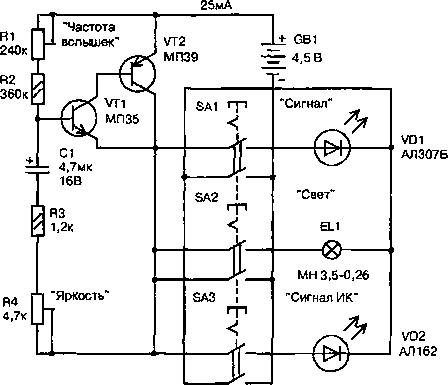 25мА
R1
240к
"Частота
вспышек"
VT2
МП39
+ GB1
4,5 В
−
R2
360к
VT1
МП35
SA1
"Сигнал"
VD1
АЛ307Б
+
C1
4,7мк
16В
"Свет"
SA2
R3
1,2к
EL1
МН 3,5-0,26
R4
4,7к
"Яркость"
SA3
"Сигнал ИК"
VD2
АЛ162